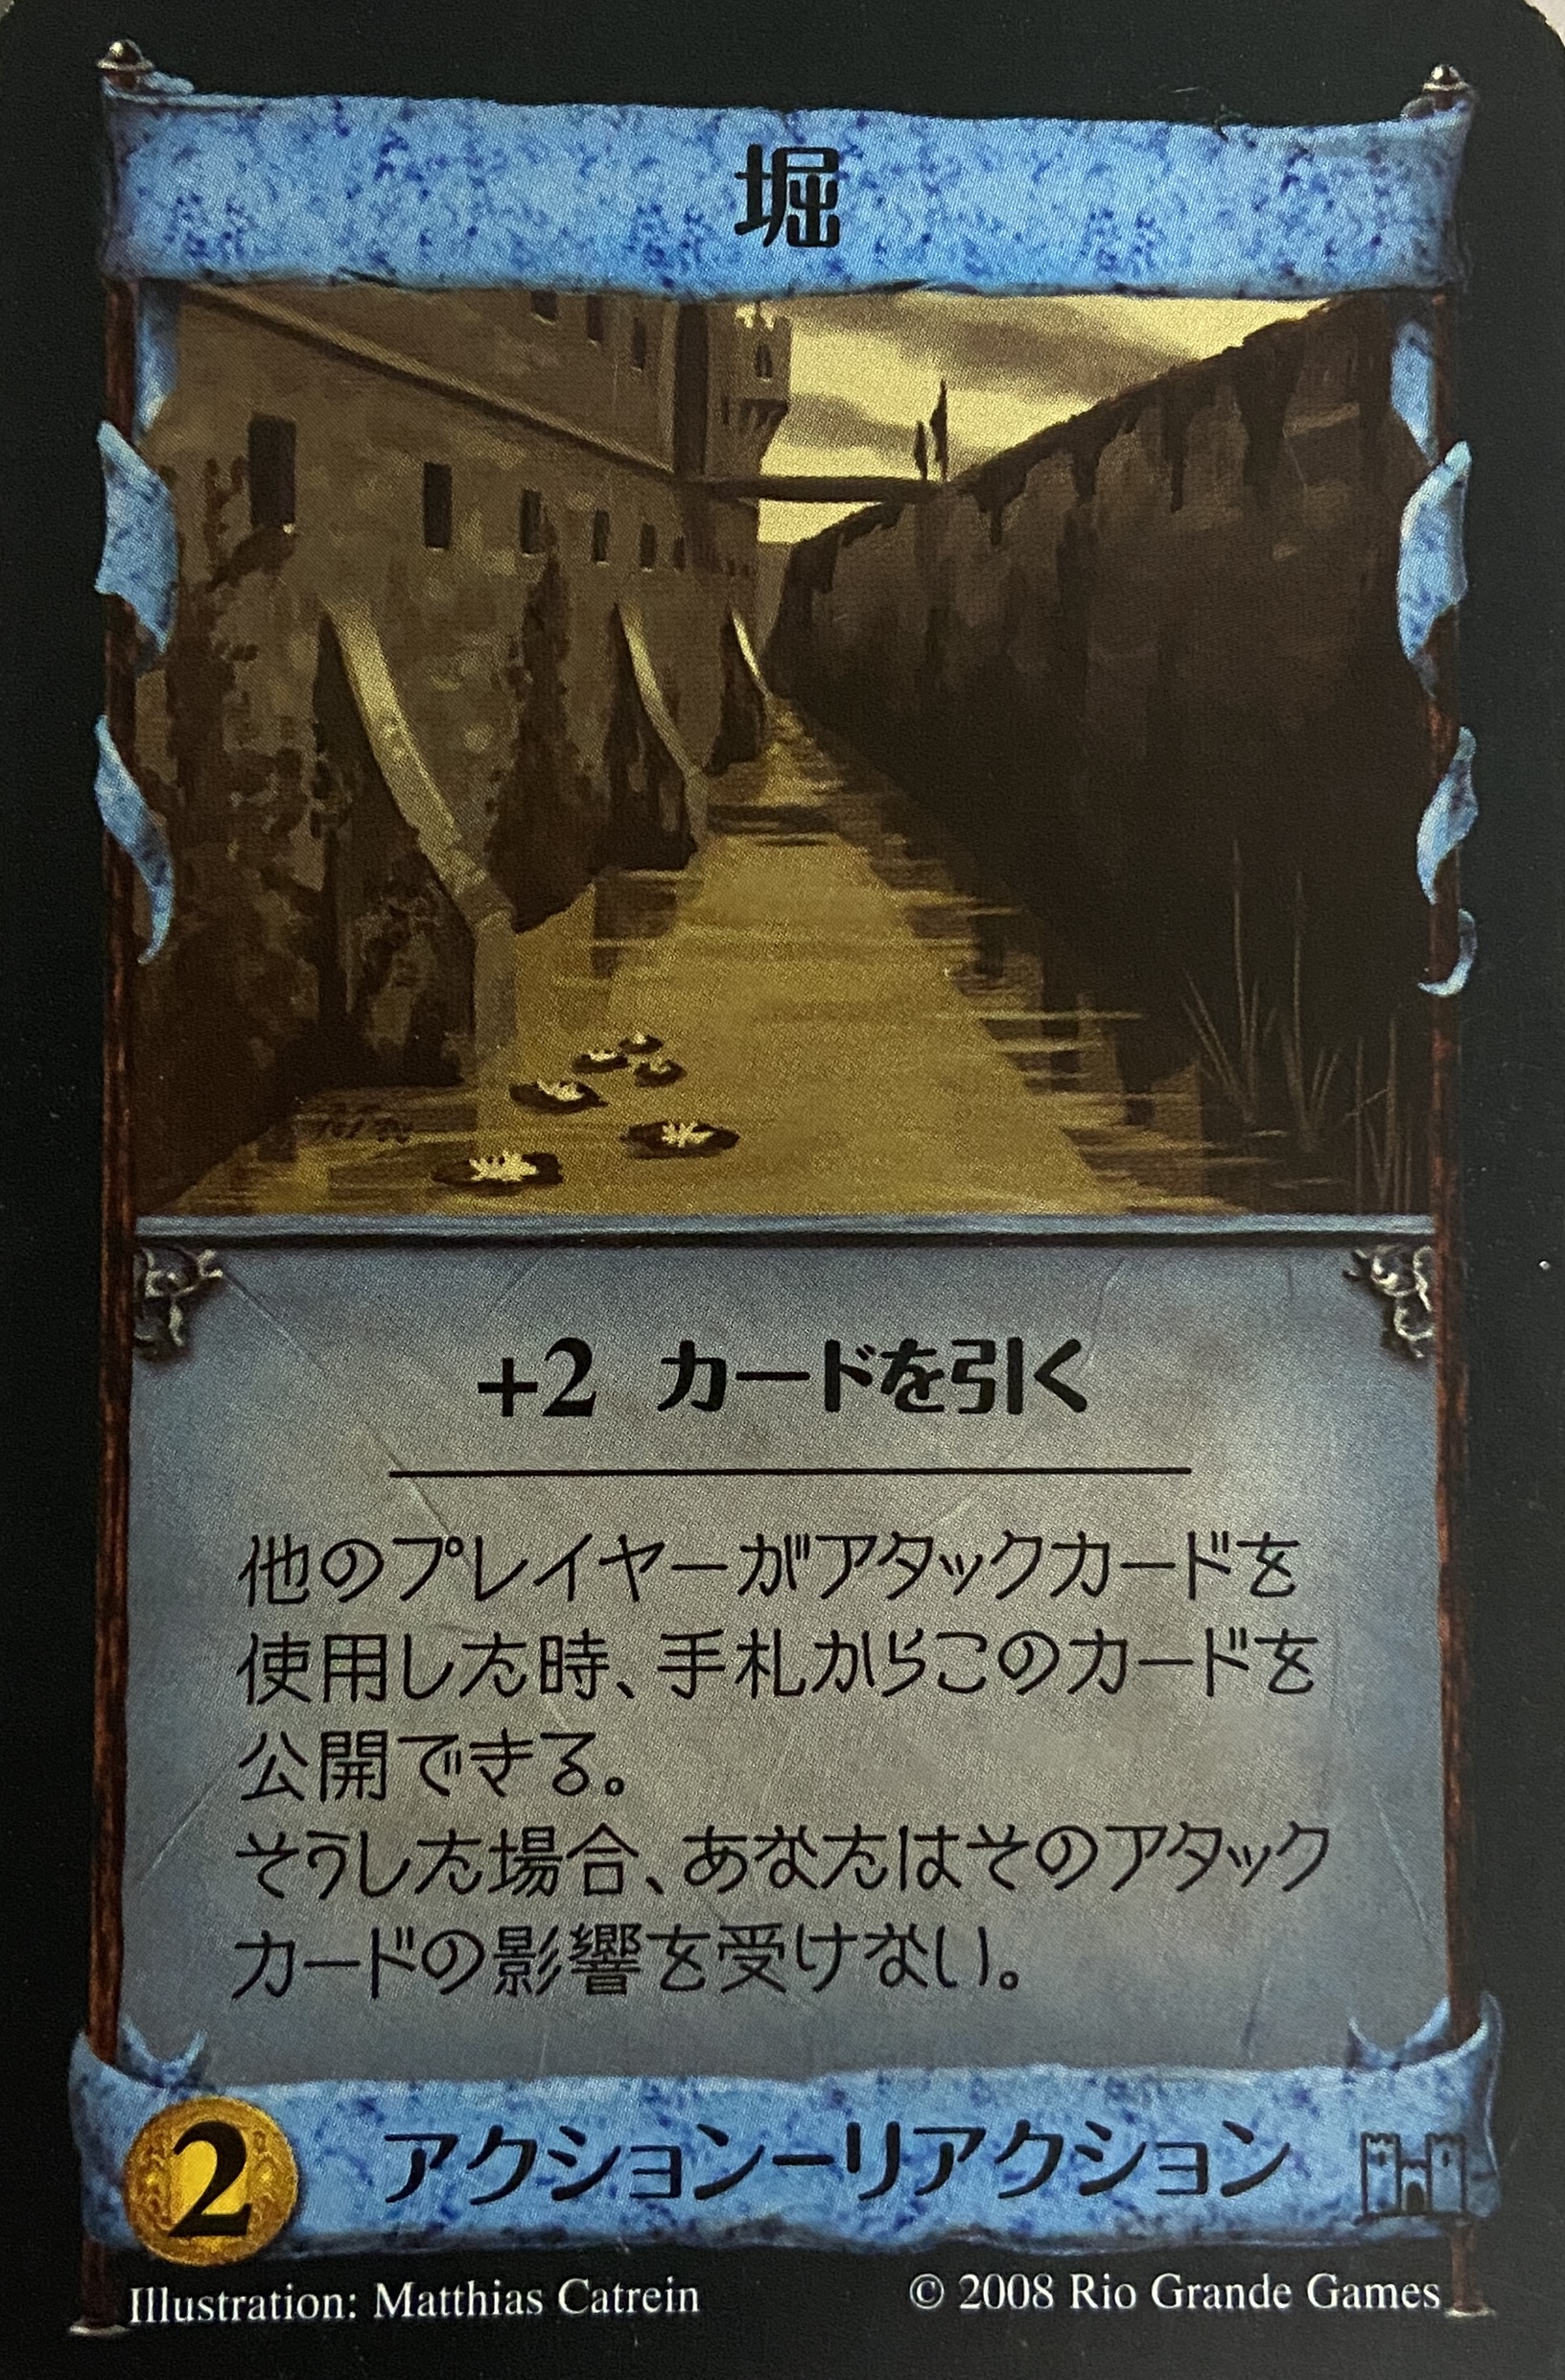 堀
+2 カードを引く
他のプレイヤーがアタックカードを
使用した時、手札からこのカードを
公開できる。
そうした場合、あなたはそのアタック
カードの影響を受けない。
2 アクションーリアクション
Illustration: Matthias Catrein © 2008 Rio Grande Games